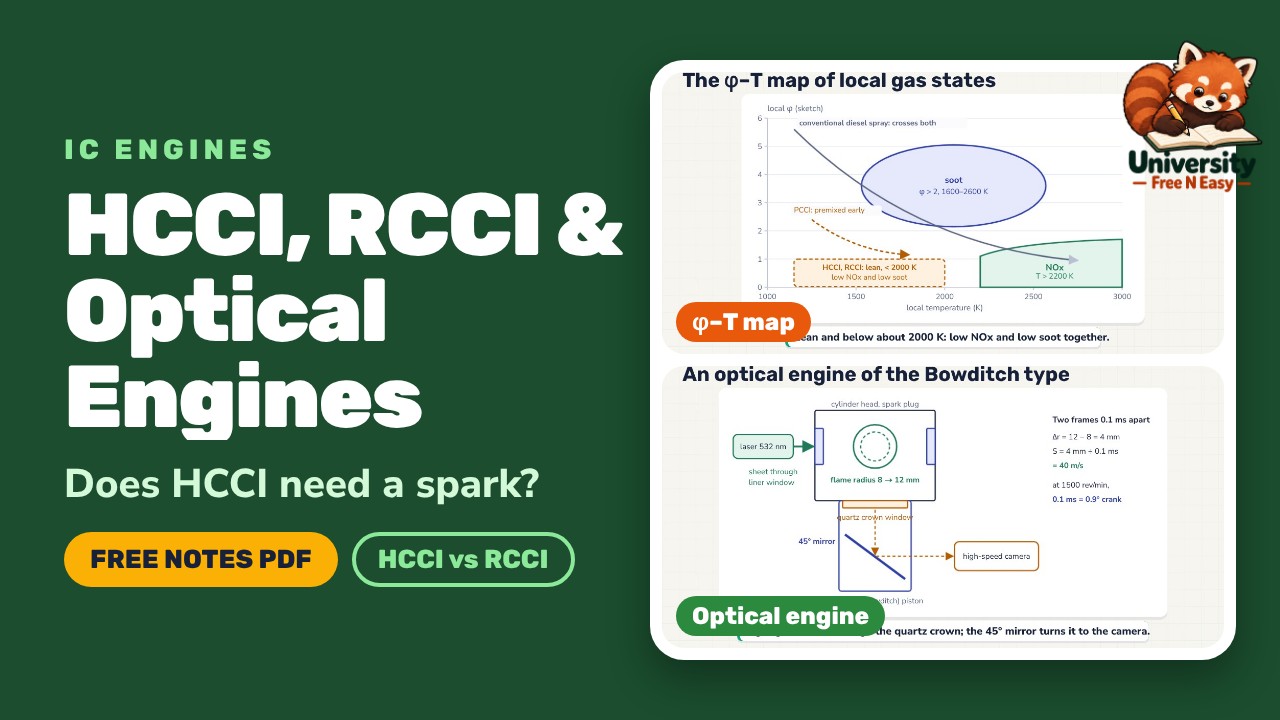 IC ENGINES
HCCI, RCCI &
Optical
Engines
Does HCCI need a spark?
FREE NOTES PDF
HCCI vs RCCI
The φ–T map of local gas states
local φ (sketch)
conventional diesel spray: crosses both
6
5
4
3
2
1
0
soot
φ > 2, 1600–2600 K
PCCI: premixed early
HCCI, RCCI: lean, < 2000 K
low NOx and low soot
NOx
T > 2200 K
1000
1500
2000
2500
3000
local temperature (K)
φ–T map
ean and below about 2000 K: low NOx and low soot together.
University
Free N Easy
An optical engine of the Bowditch type
cylinder head, spark plug
laser 532 nm
sheet through
liner window
flame radius 8 → 12 mm
quartz crown window
45° mirror
high-speed camera
ditch) piston
Two frames 0.1 ms apart
Δr = 12 − 8 = 4 mm
S = 4 mm ÷ 0.1 ms
= 40 m/s
at 1500 rev/min,
0.1 ms = 0.9° crank
Optical engine
the quartz crown; the 45° mirror turns it to the camera.